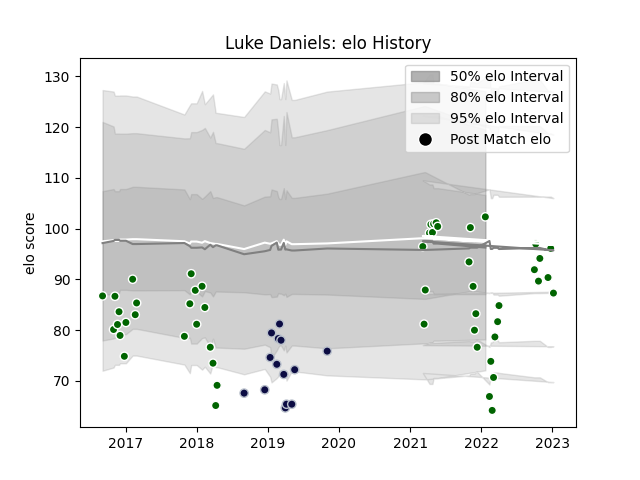 Luke Daniels: elo History
50% elo Interval
80% elo Interval
95% elo Interval
Post Match elo
elo score
130
120
110
100
90
80
70
2017 2018 2019 2020 2021 2022 2023